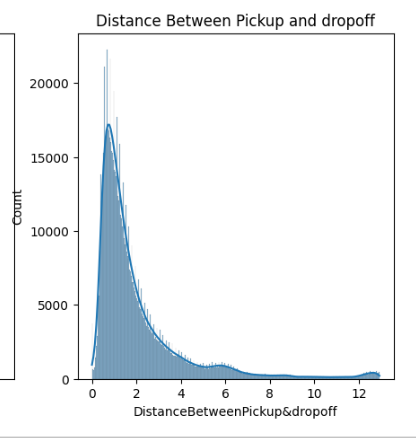 Distance Between Pickup and dropoff
20000
15000
10000
5000
0
Count
0 2 4 6 8 10 12
DistanceBetweenPickup&dropoff